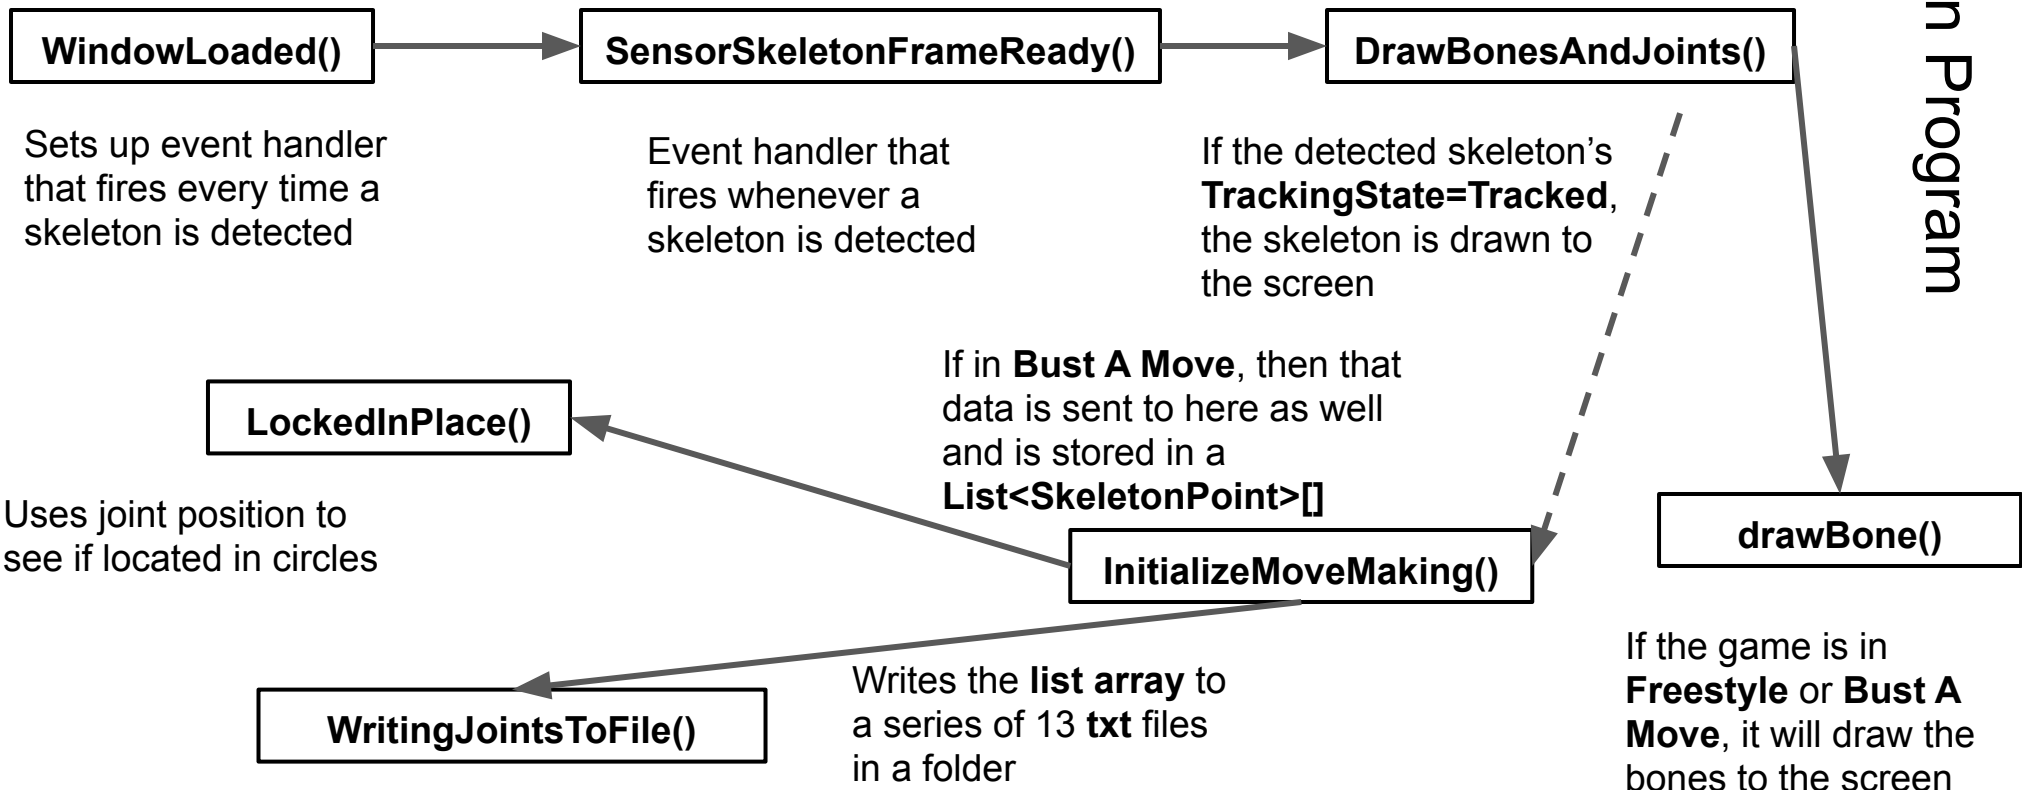 WindowLoaded()
SensorSkeletonFrameReady()
DrawBonesAndJoints()
Program
Sets up event handler
that fires every time a
skeleton is detected
Event handler that
fires whenever a
skeleton is detected
If the detected skeleton’s
TrackingState=Tracked,
the skeleton is drawn to
the screen
If in Bust A Move, then that
data is sent to here as well
and is stored in a
List<SkeletonPoint>[]
LockedInPlace()
Uses joint position to
see if located in circles
InitializeMoveMaking()
drawBone()
If the game is in
Freestyle or Bust A
Move, it will draw the
bones to the screen
Writes the list array to
a series of 13 txt files
in a folder
WritingJointsToFile()